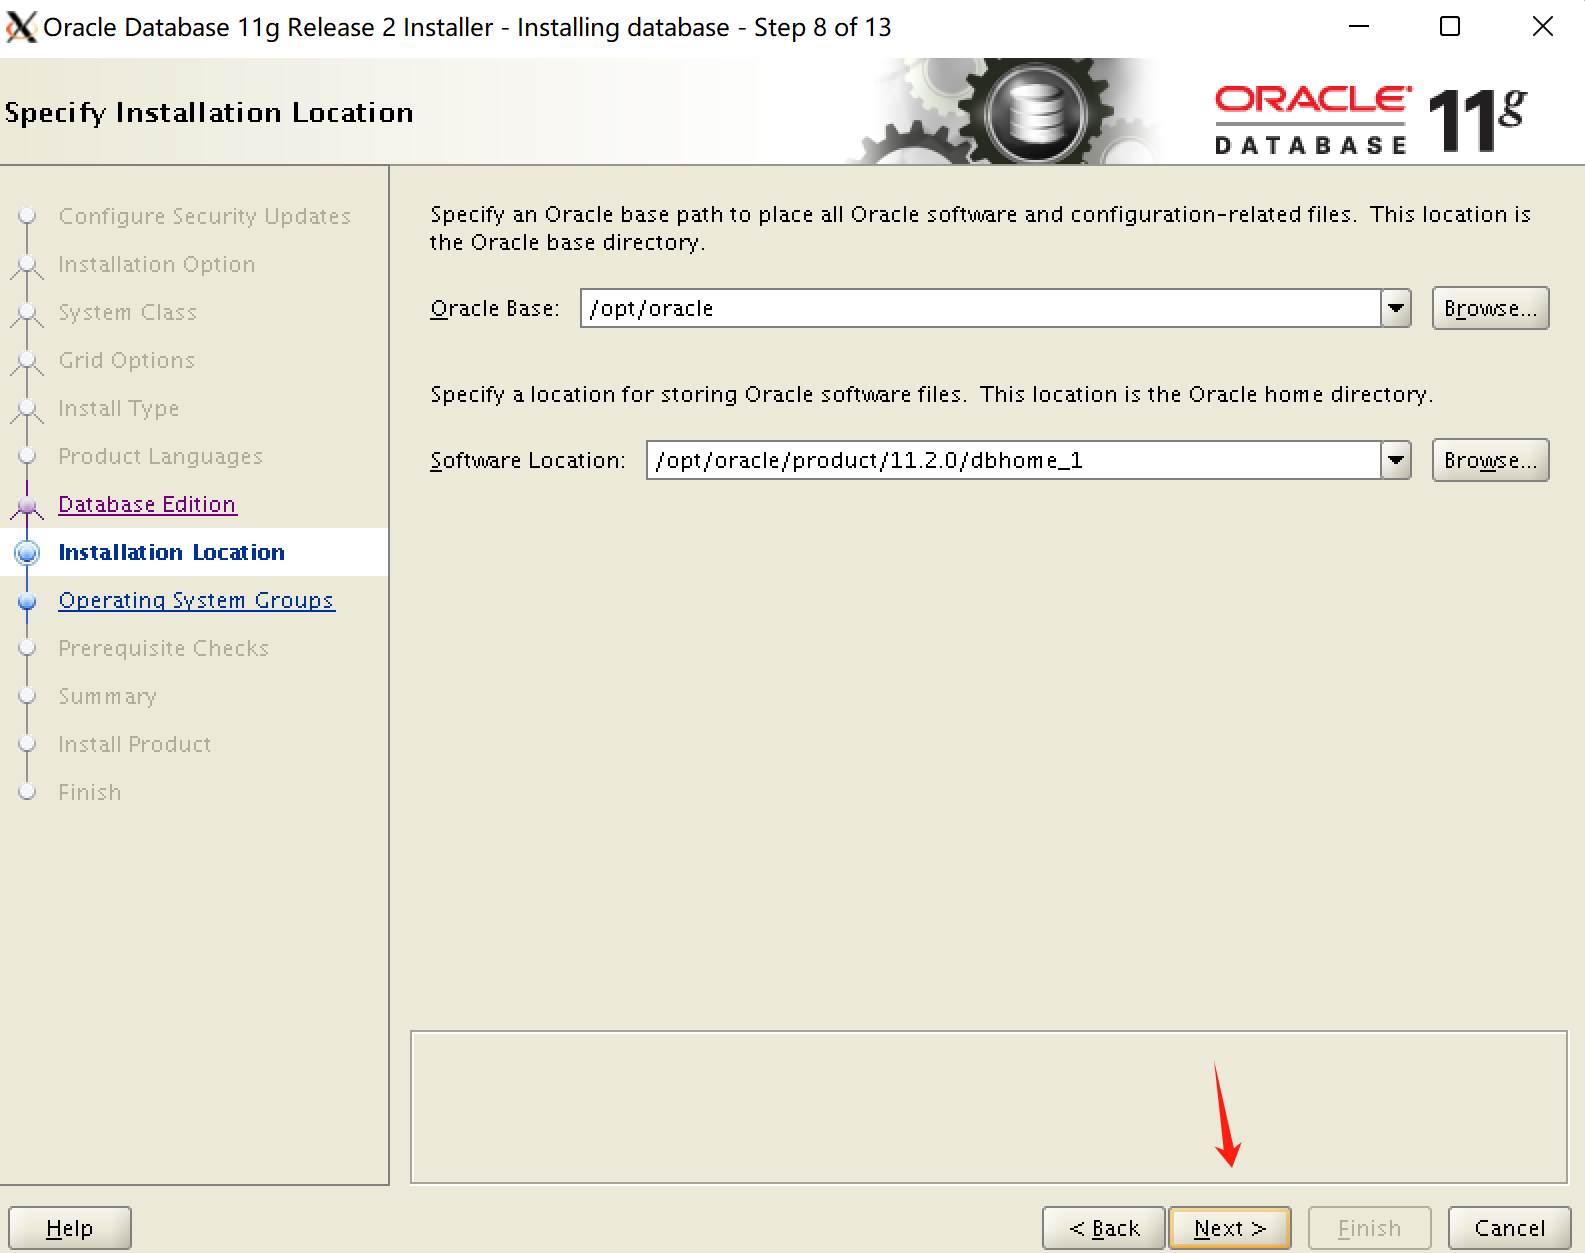 Oracle Database 11g Release 2 Installer - Installing database - Step 8 of 13
Specify Installation Location
ORACLE
DATABASE
11g
Configure Security Updates
Installation Option
System Class
Grid Options
Install Type
Product Languages
Database Edition
Installation Location
Operating System Groups
Prerequisite Checks
Summary
Install Product
Finish
Specify an Oracle base path to place all Oracle software and configuration-related files. This location is
the Oracle base directory.
Oracle Base: /opt/oracle Browse...
Specify a location for storing Oracle software files. This location is the Oracle home directory.
Software Location: /opt/oracle/product/11.2.0/dbhome_1 Browse...
Help < Back Next > Finish Cancel